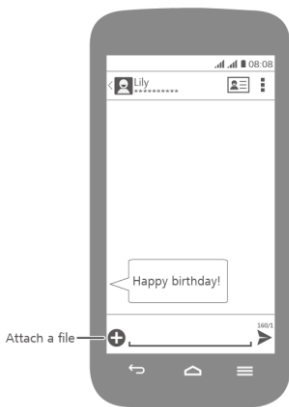 08:08
Lily
**********
Happy birthday!
160/1
Attach a file